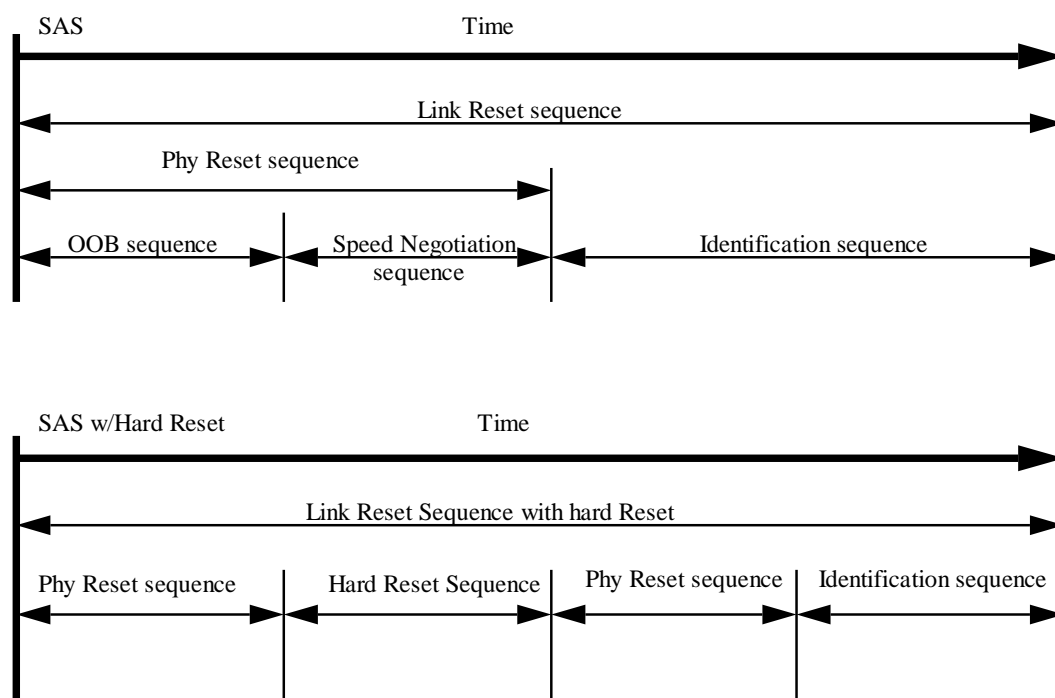 SAS Time
Link Reset sequence
Phy Reset sequence
OOB sequence Speed Negotiation sequence Identification sequence
SAS w/Hard Reset Time
Link Reset Sequence with hard Reset
Phy Reset sequence Hard Reset Sequence Phy Reset sequence Identification sequence